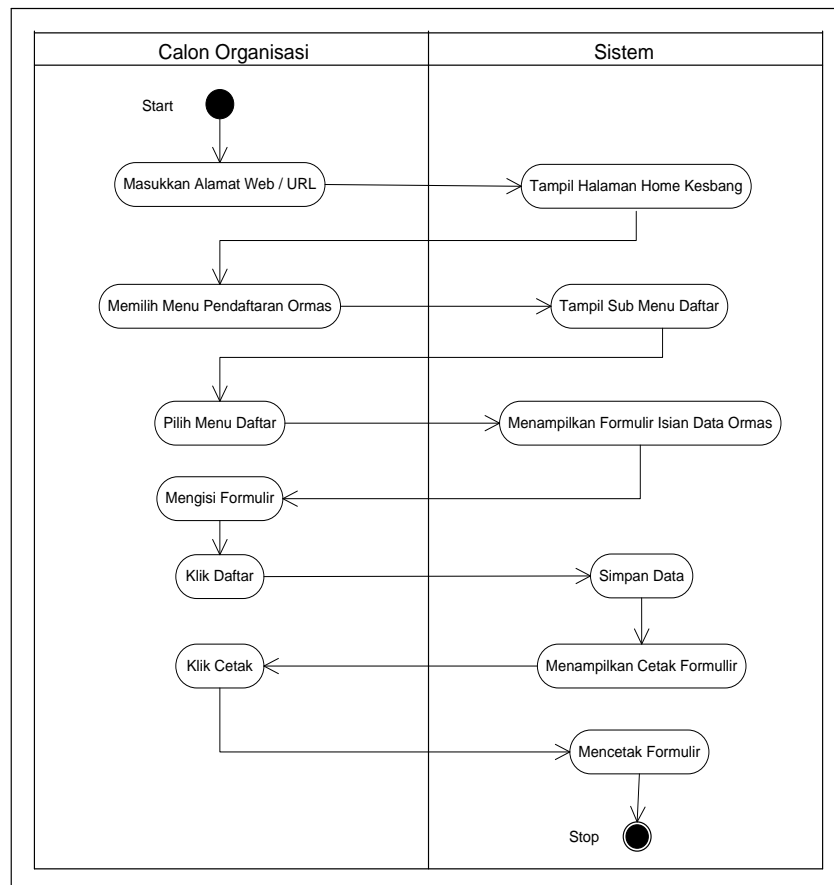 Calon Organisasi
Sistem
Start
Masukkan Alamat Web / URL
Tampil Halaman Home Kesbang
Memilih Menu Pendaftaran Ormas
Tampil Sub Menu Daftar
Pilih Menu Daftar
Menampilkan Formulir Isian Data Ormas
Mengisi Formulir
Klik Daftar
Simpan Data
Klik Cetak
Menampilkan Cetak Formullir
Mencetak Formulir
Stop